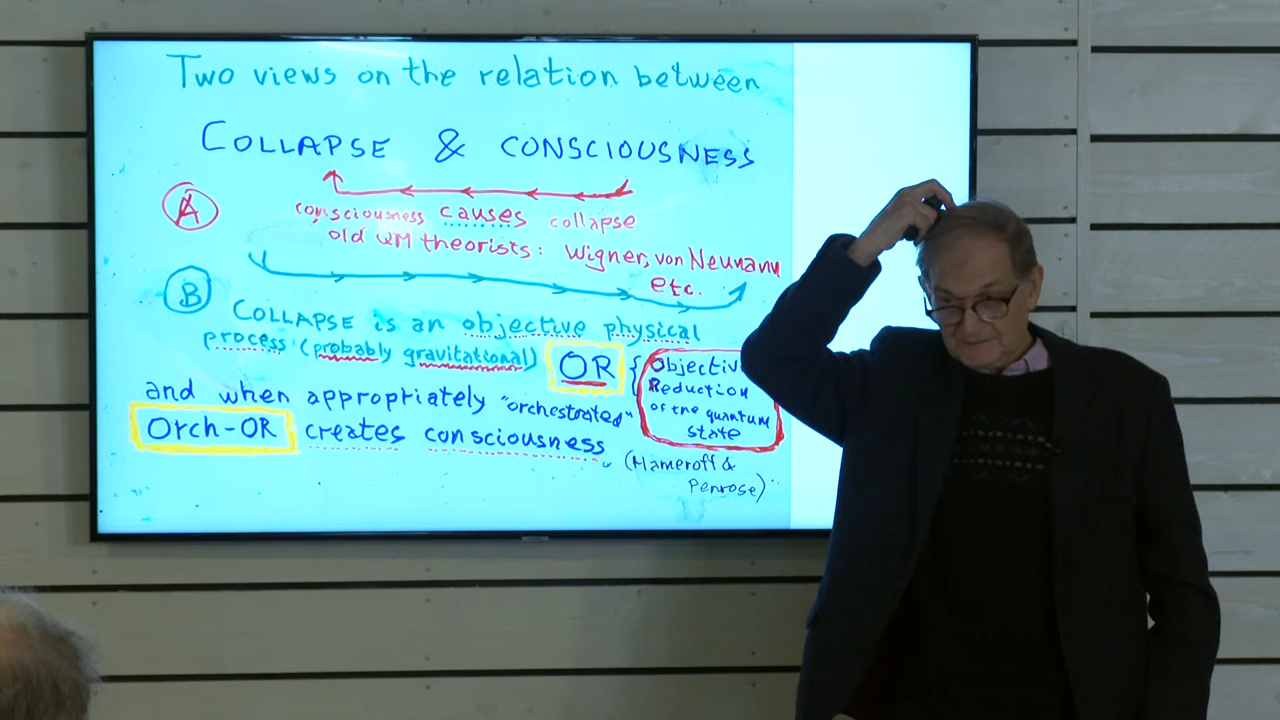 Two views on the relation between
COLLAPSE & CONSCIOUSNESS
A
consciousness causes collapse
old QM theorists: Wigner, von Neumann
etc.
B
COLLAPSE is an objective physical
process (probably gravitational) OR {
Objective
Reduction
of the quantum
state
and when appropriately "orchestrated"
Orch-OR creates consciousness.
(Hameroff &
Penrose)